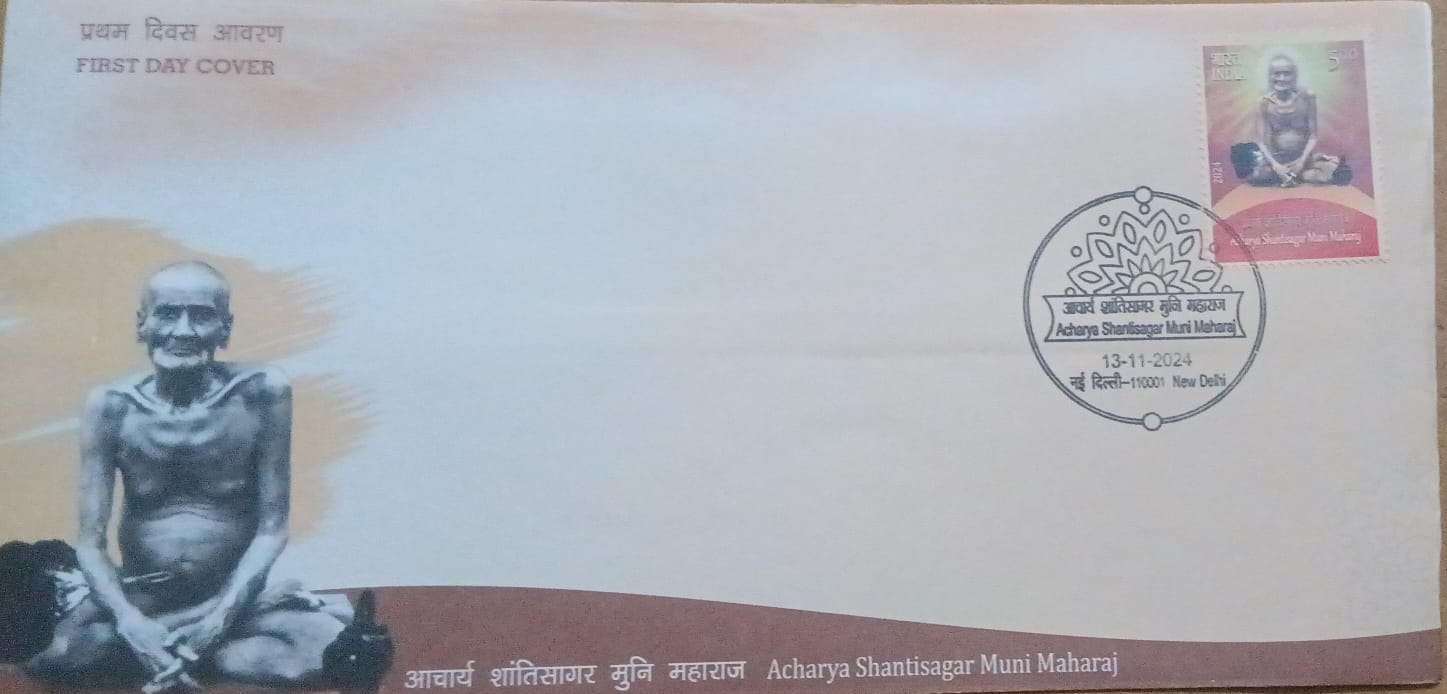 प्रथम दिवस आवरण
FIRST DAY COVER
भारत
INDIA
500
2024
Acharya Shantisagar Muni Maharaj
आचार्य शांतिसागर मुनि महाराज
Acharya Shantisagar Muni Maharaj
13-11-2024
नई दिल्ली-110001 New Delhi
आचार्य शांतिसागर मुनि महाराज Acharya Shantisagar Muni Maharaj